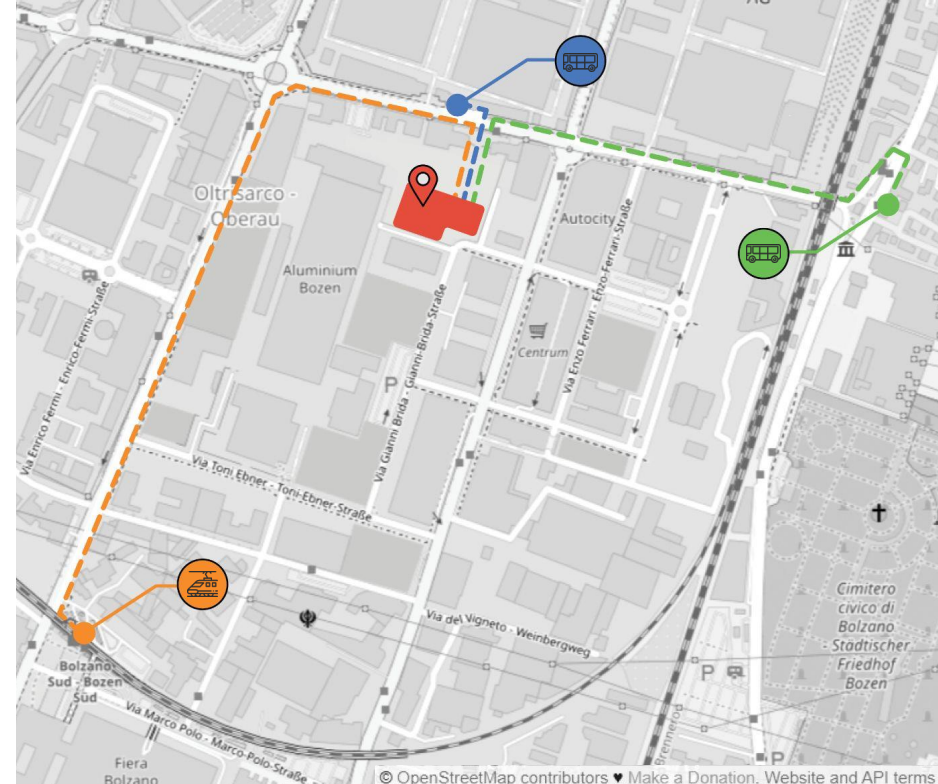 Oltrisarco -
Oberau
Autocity
Aluminium
Bozen
Centrum
P
Via Enzo Ferrari - Enzo-Ferrari-Straße
Via Gianni Brida - Gianni-Brida-Straße
Via Enrico Fermi - Enrico-Fermi-Straße
Via Toni Ebner - Toni-Ebner-Straße
Via del Vigneto - Weinbergweg
Cimitero
civico di
Bolzano
- Städtischer
Friedhof
Bozen
Bolzano
Sud - Bozen
Süd
Via Marco Polo - Marco-Polo-Straße
P
P
Fiera
Bolzano
© OpenStreetMap contributors ♥ Make a Donation. Website and API terms